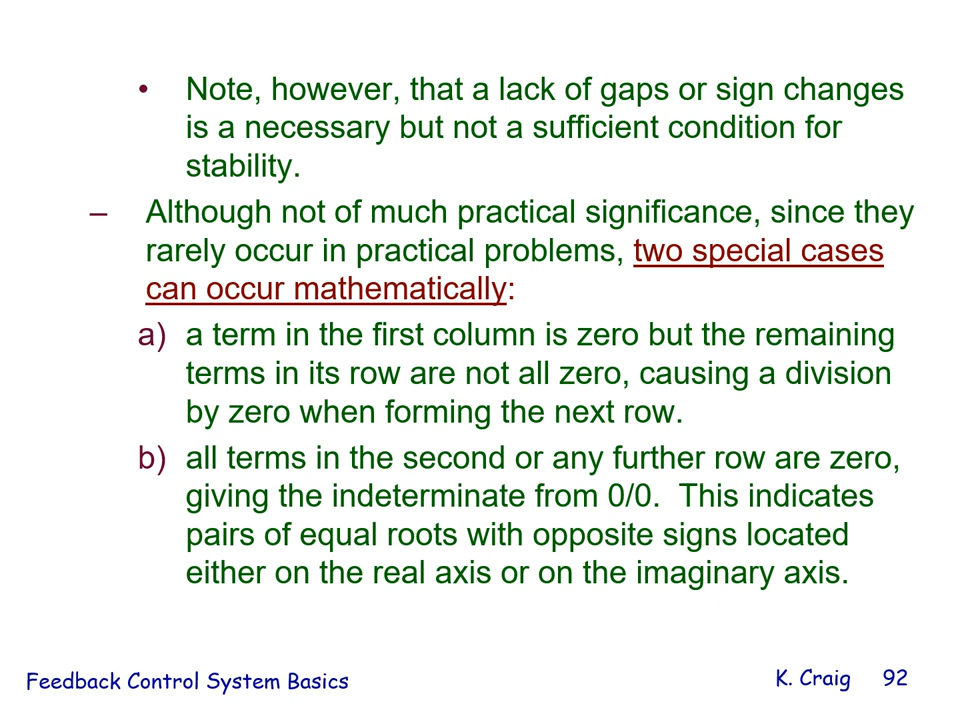 • Note, however, that a lack of gaps or sign changes
is a necessary but not a sufficient condition for
stability.
– Although not of much practical significance, since they
rarely occur in practical problems, two special cases
can occur mathematically:
a) a term in the first column is zero but the remaining
terms in its row are not all zero, causing a division
by zero when forming the next row.
b) all terms in the second or any further row are zero,
giving the indeterminate from 0/0. This indicates
pairs of equal roots with opposite signs located
either on the real axis or on the imaginary axis.
Feedback Control System Basics
K. Craig 92